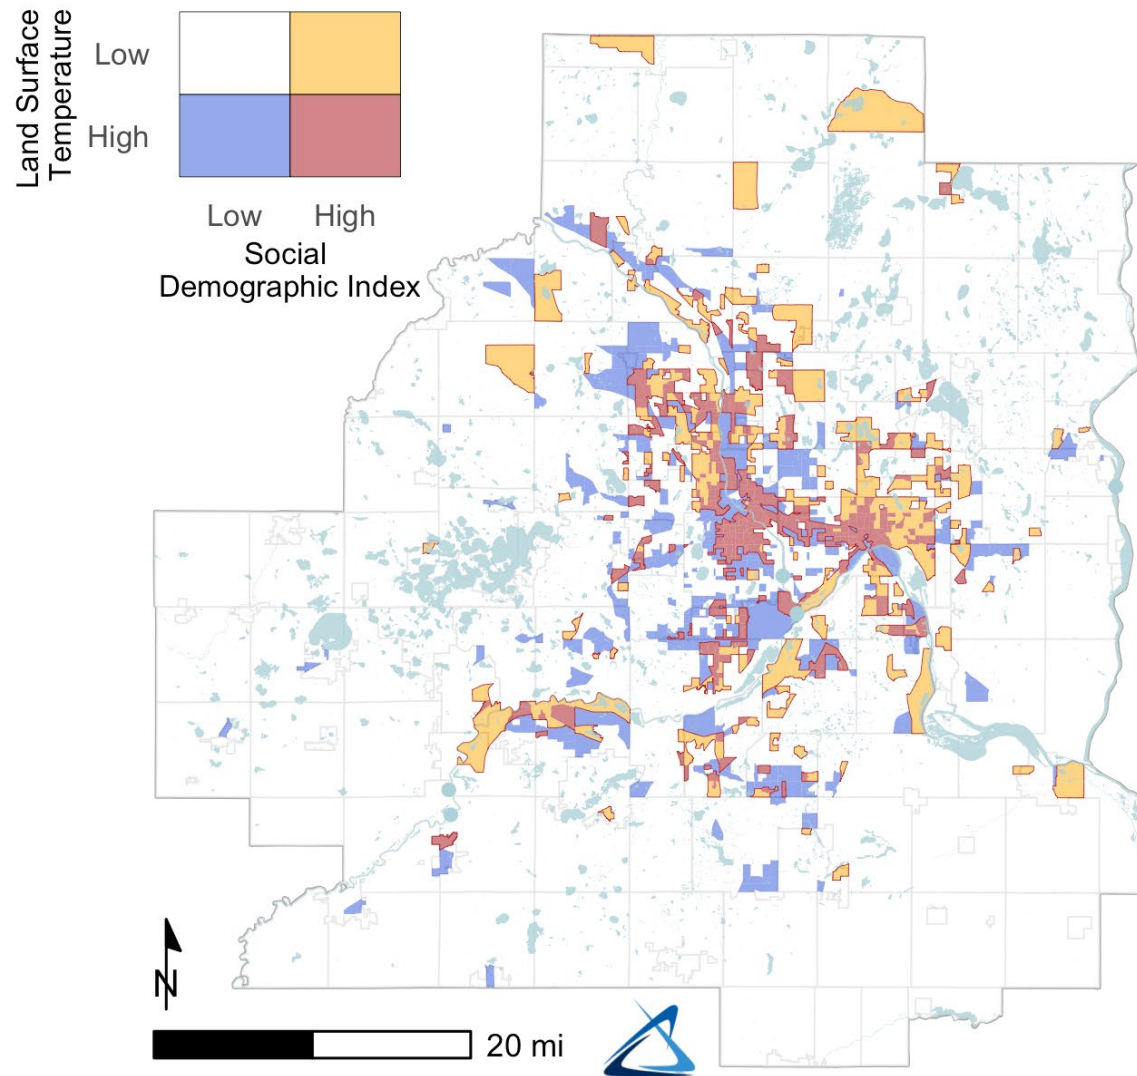 Land Surface
Temperature
Low
High
Low High
Social
Demographic Index
N
20 mi